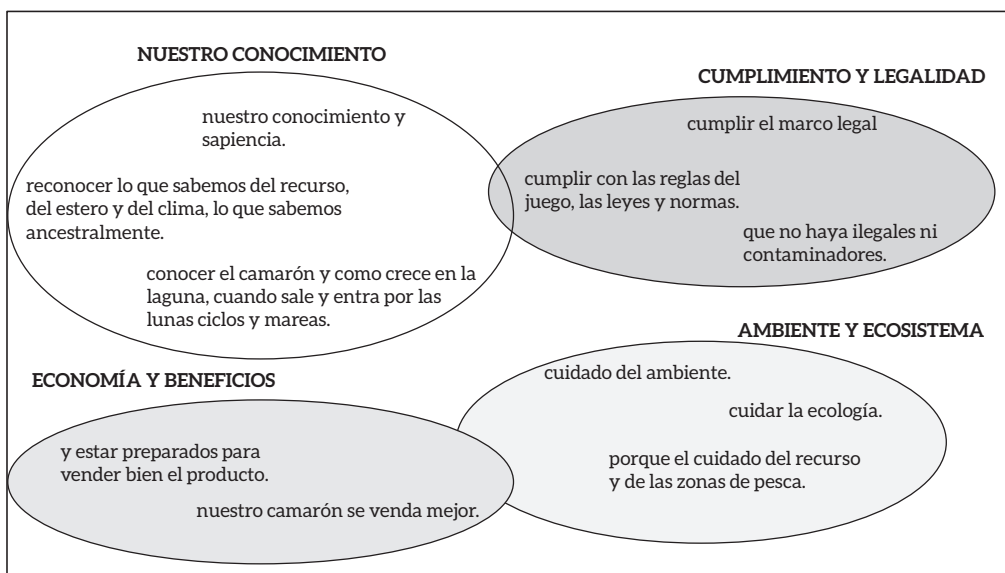 NUESTRO CONOCIMIENTO
nuestro conocimiento y
sapiencia.
reconocer lo que sabemos del recurso,
del estero y del clima, lo que sabemos
ancestralmente.
conocer el camarón y como crece en la
laguna, cuando sale y entra por las
lunas ciclos y mareas.
CUMPLIMIENTO Y LEGALIDAD
cumplir el marco legal
cumplir con las reglas del
juego, las leyes y normas.
que no haya ilegales ni
contaminadores.
ECONOMÍA Y BENEFICIOS
y estar preparados para
vender bien el producto.
nuestro camarón se venda mejor.
AMBIENTE Y ECOSISTEMA
cuidado del ambiente.
cuidar la ecología.
porque el cuidado del recurso
y de las zonas de pesca.